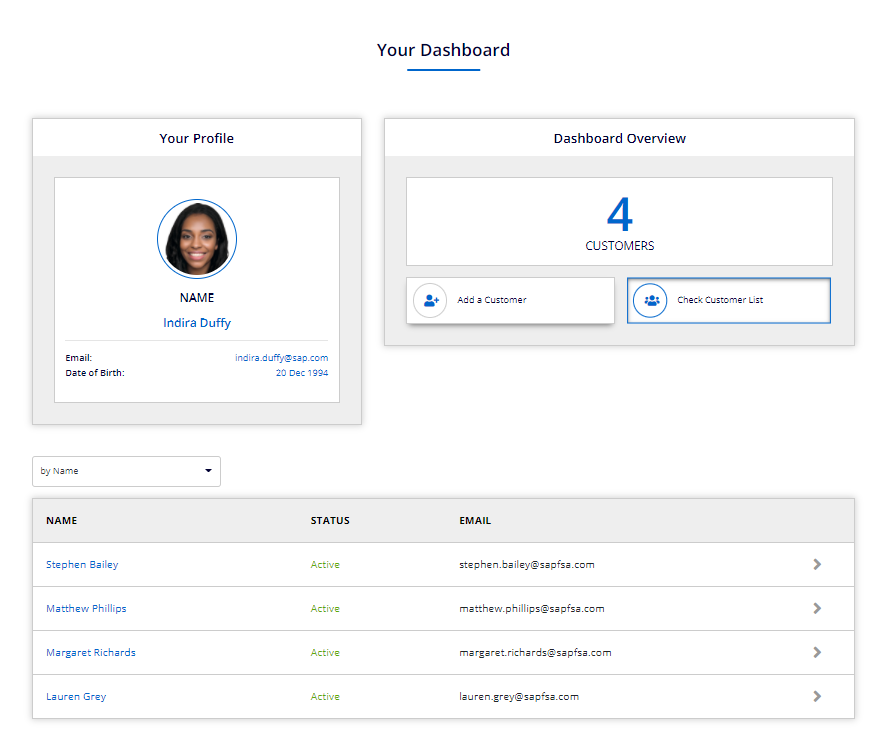 Your Dashboard
Your Profile
NAME
Indira Duffy
Email: indira.duffy@sap.com
Date of Birth: 20 Dec 1994
Dashboard Overview
4
CUSTOMERS
Add a Customer
Check Customer List
by Name
NAME STATUS EMAIL
Stephen Bailey Active stephen.bailey@sapfsa.com
Matthew Phillips Active matthew.phillips@sapfsa.com
Margaret Richards Active margaret.richards@sapfsa.com
Lauren Grey Active lauren.grey@sapfsa.com